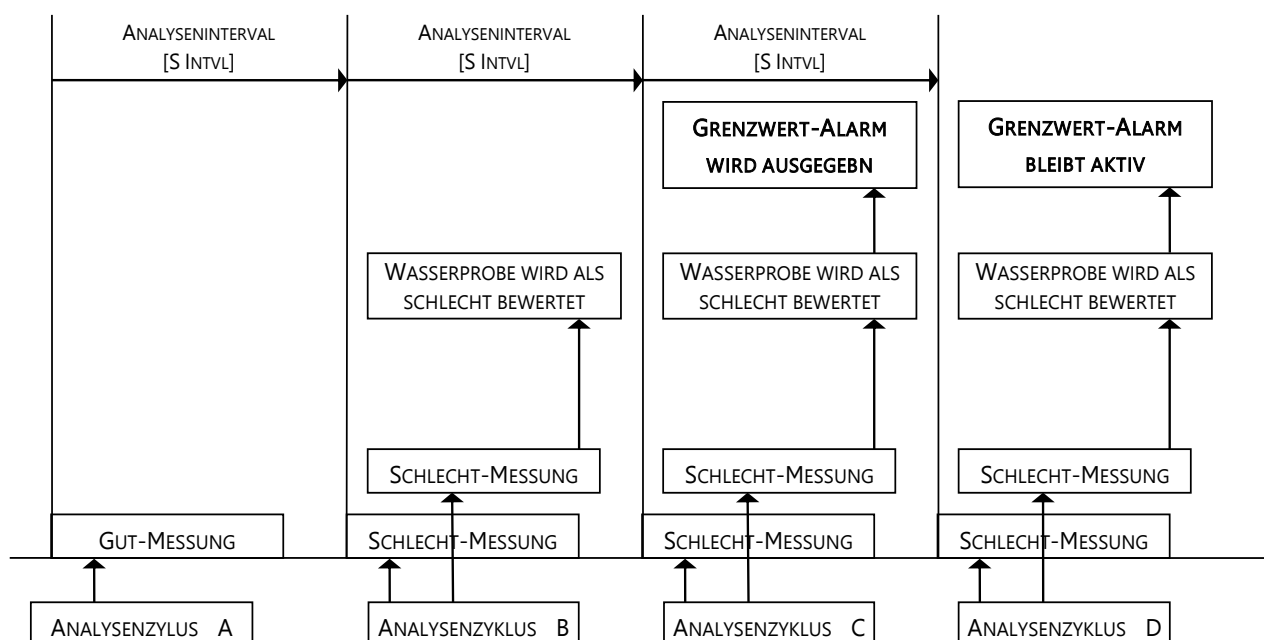 Analyseninterval
[S Intvl]
Analyseninterval
[S Intvl]
Analyseninterval
[S Intvl]
Grenzwert-Alarm
wird ausgegebn
Grenzwert-Alarm
bleibt aktiv
Wasserprobe wird als
schlecht bewertet
Wasserprobe wird als
schlecht bewertet
Wasserprobe wird als
schlecht bewertet
Schlecht-Messung
Schlecht-Messung
Schlecht-Messung
Gut-Messung
Schlecht-Messung
Schlecht-Messung
Schlecht-Messung
Analysenzylus A
Analysenzyklus B
Analysenzyklus C
Analysenzyklus D